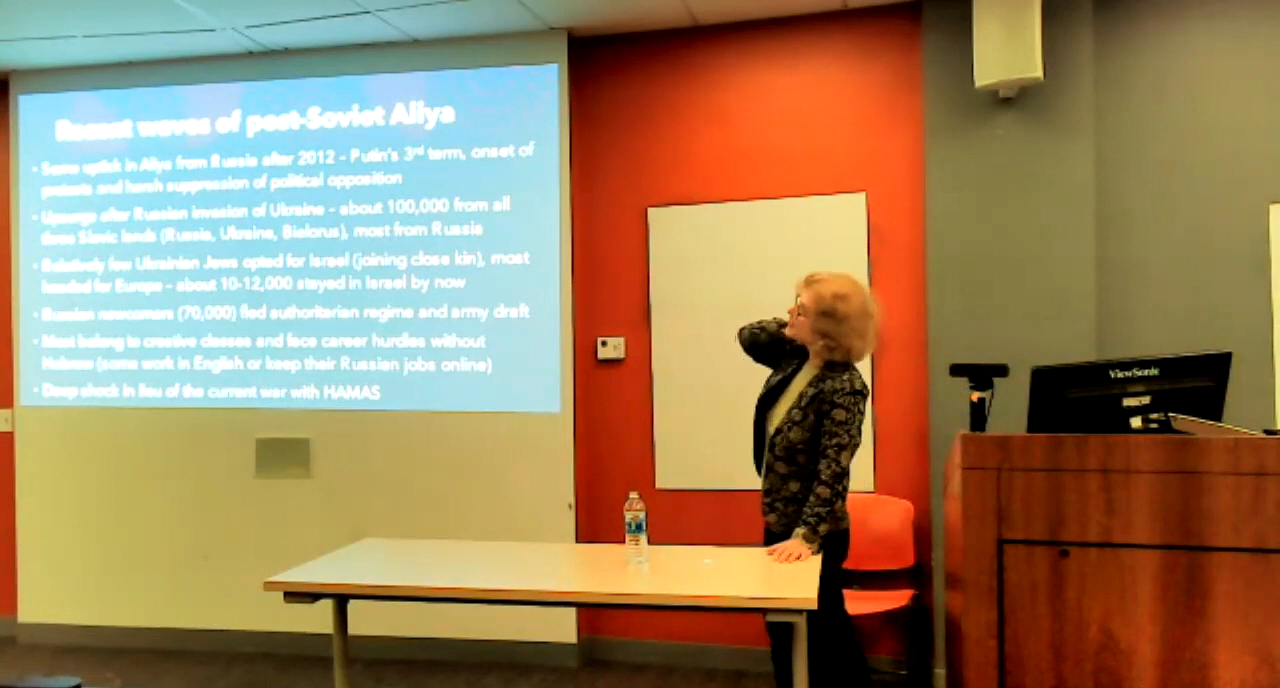 Recent waves of post-Soviet Aliya
• Some uptick in Aliya from Russia after 2012 - Putin's 3rd term, onset of
protests and harsh suppression of political opposition
• Upsurge after Russian invasion of Ukraine - about 100,000 from all
three Slavic lands (Russia, Ukraine, Bielorus), most from Russia
• Relatively few Ukrainian Jews opted for Israel (joining close kin), most
headed for Europe - about 10-12,000 stayed in Israel by now
• Russian newcomers (70,000) fled authoritarian regime and army draft
• Most belong to creative classes and face career hurdles without
Hebrew (some work in English or keep their Russian jobs online)
• Deep shock in lieu of the current war with HAMAS
ViewSonic